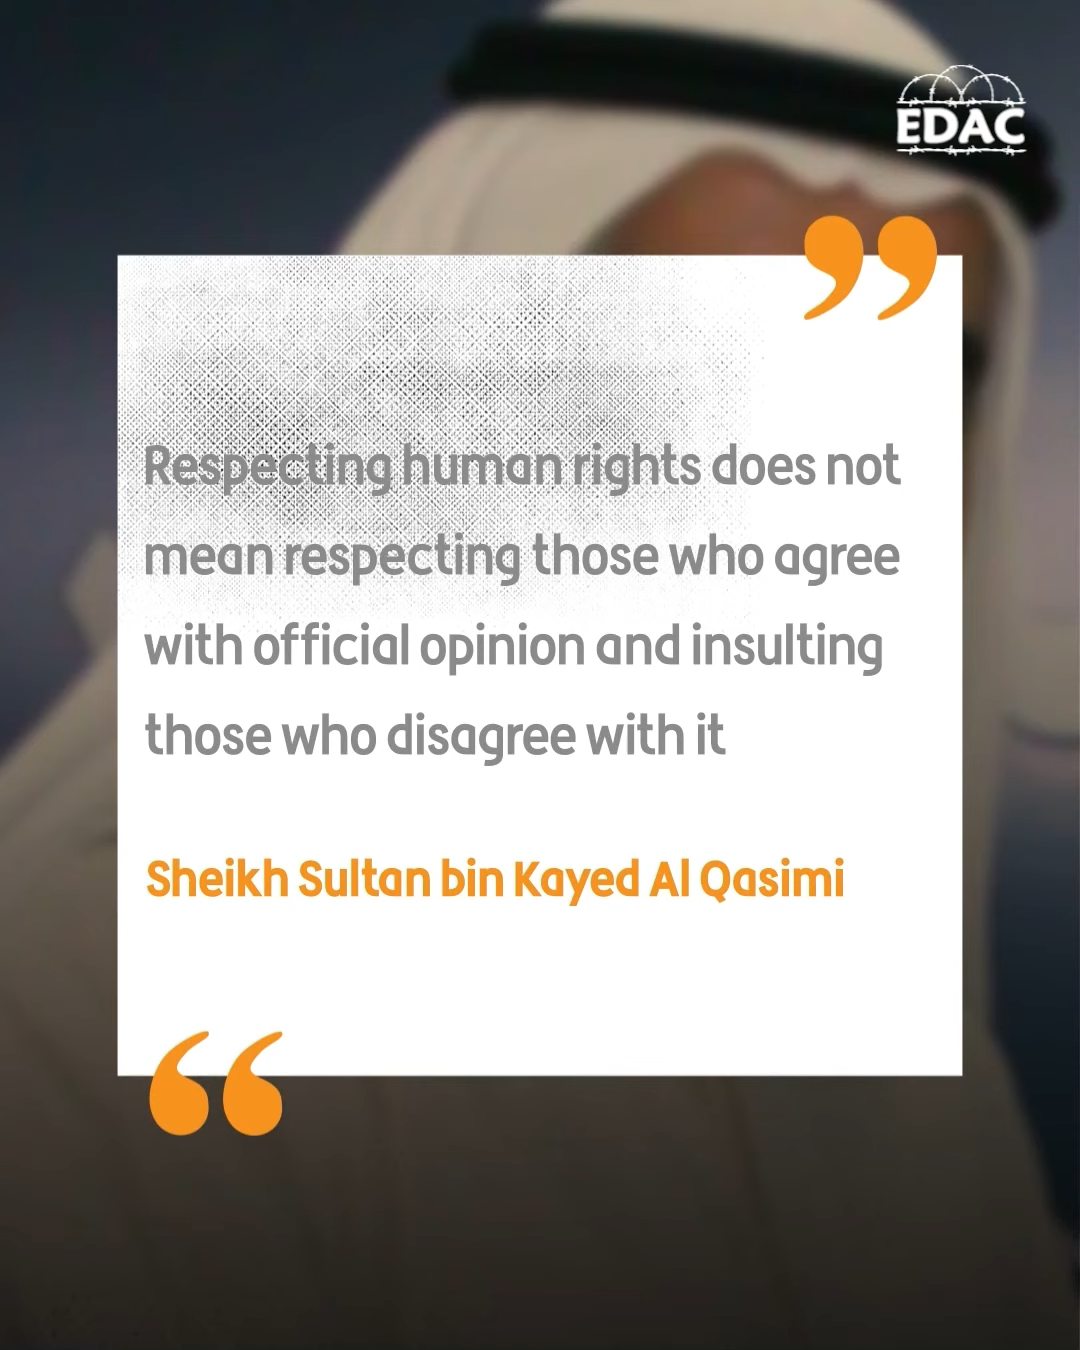 EDAC
Respecting human rights does not
mean respecting those who agree
with official opinion and insulting
those who disagree with it
Sheikh Sultan bin Kayed Al Qasimi